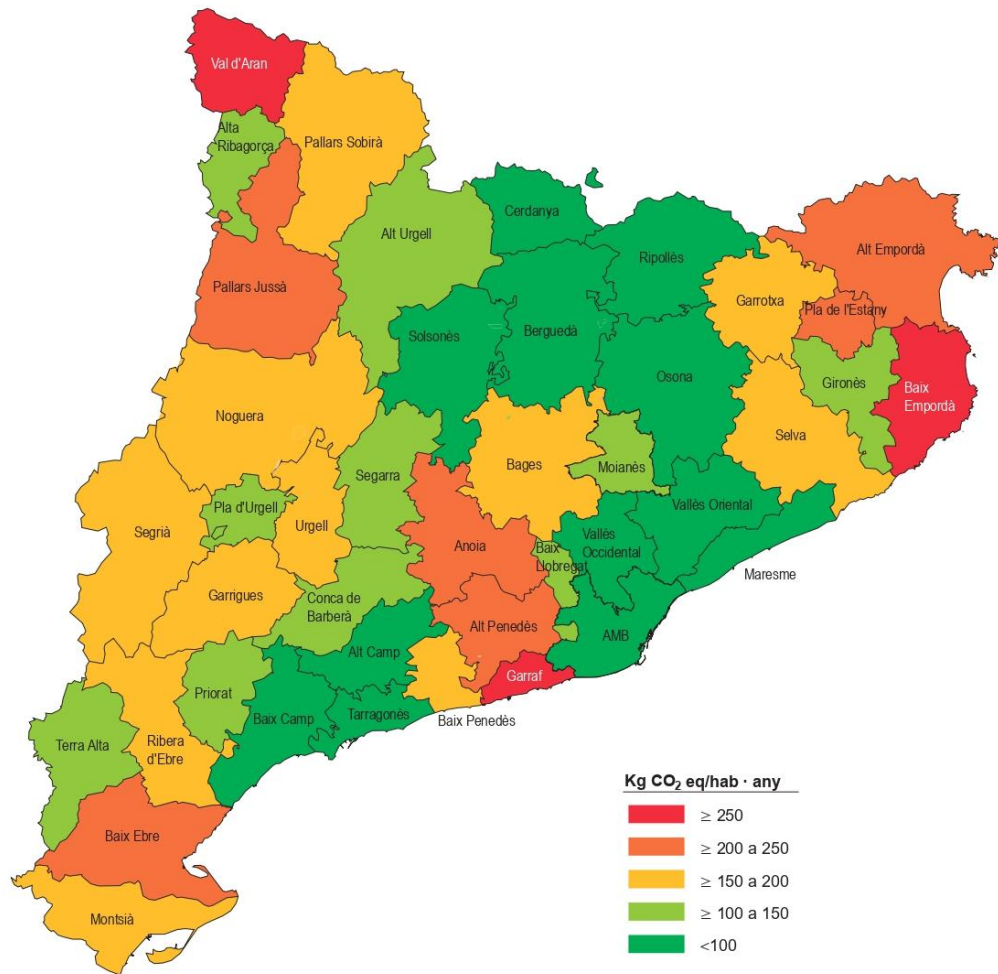 Val d'Aran
Alta
Ribagorça
Pallars Sobirà
Cerdanya
Alt Urgell
Ripollès
Alt Empordà
Pallars Jussà
Garrotxa
Pla de l'Estany
Solsonès
Berguedà
Osona
Gironès
Baix
Empordà
Noguera
Selva
Bages
Moianès
Segarra
Pla d'Urgell
Urgell
Segrià
Vallès Oriental
Vallès
Occidental
Anoia
Baix
Llobregat
Maresme
Garrigues
Conca de
Barberà
Alt Penedès
AMB
Alt Camp
Garraf
Priorat
Baix Camp
Tarragonès
Baix Penedès
Terra Alta
Ribera
d'Ebre
Baix Ebre
Montsià
Kg CO₂ eq/hab · any
≥ 250
≥ 200 a 250
≥ 150 a 200
≥ 100 a 150
<100